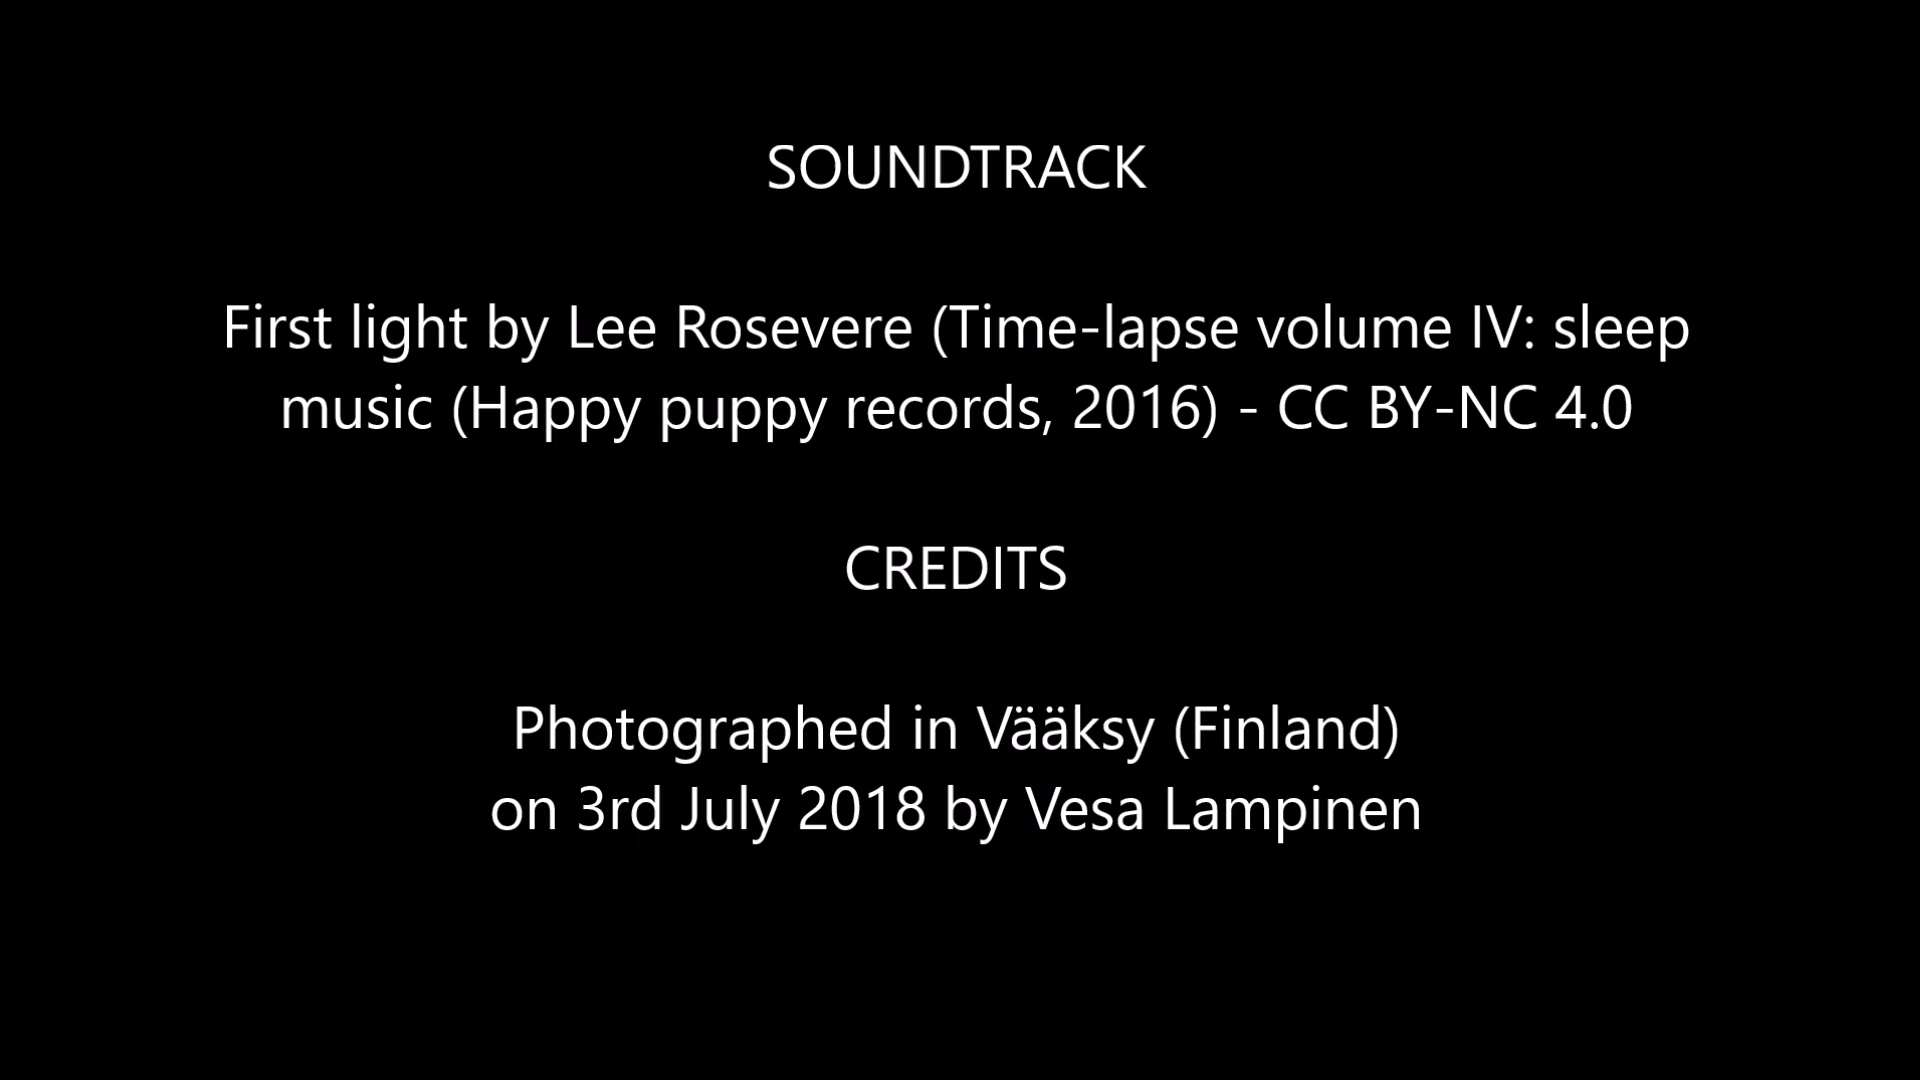 SOUNDTRACK
First light by Lee Rosevere (Time-lapse volume IV: sleep
music (Happy puppy records, 2016) - CC BY-NC 4.0
CREDITS
Photographed in Vääksy (Finland)
on 3rd July 2018 by Vesa Lampinen